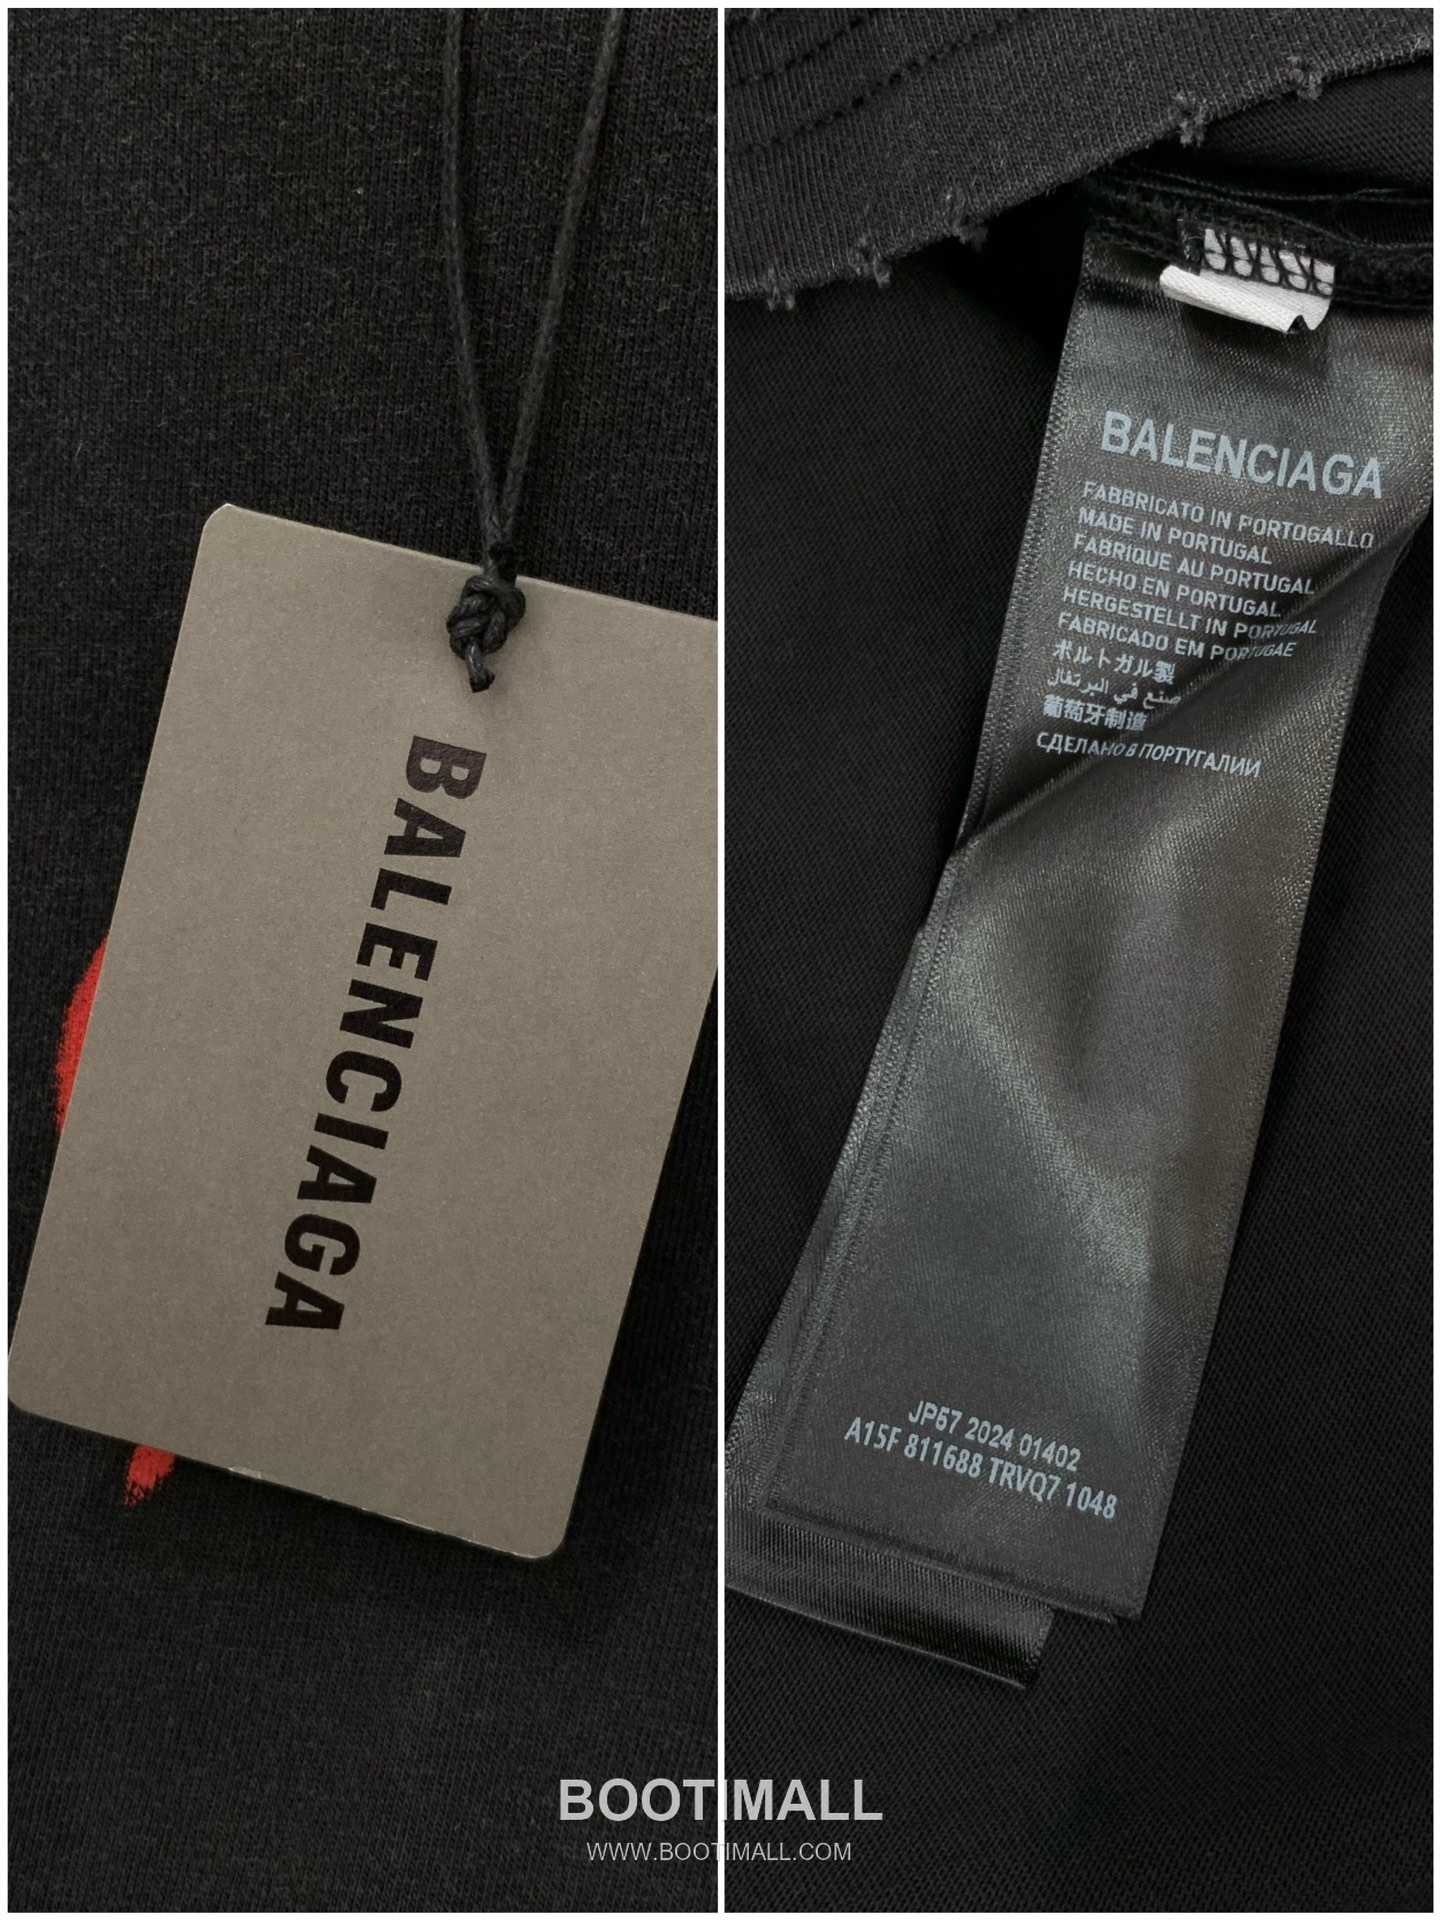 BALENCIAGA
BALENCIAGA
FABBRICATO IN PORTOGALLO
MADE IN PORTUGAL
FABRIQUE AU PORTUGAL
HECHO EN PORTUGAL
HERGESTELLT IN PORTUGAL
FABRICADO EM PORTUGAE
ポルトガル製
صنع في البرتغال
葡萄牙制造
СДЕЛАНО В ПОРТУГАЛИИ
JP67 2024 01402
A15F 811688 TRVQ7 1048
BOOTIMALL
WWW.BOOTIMALL.COM